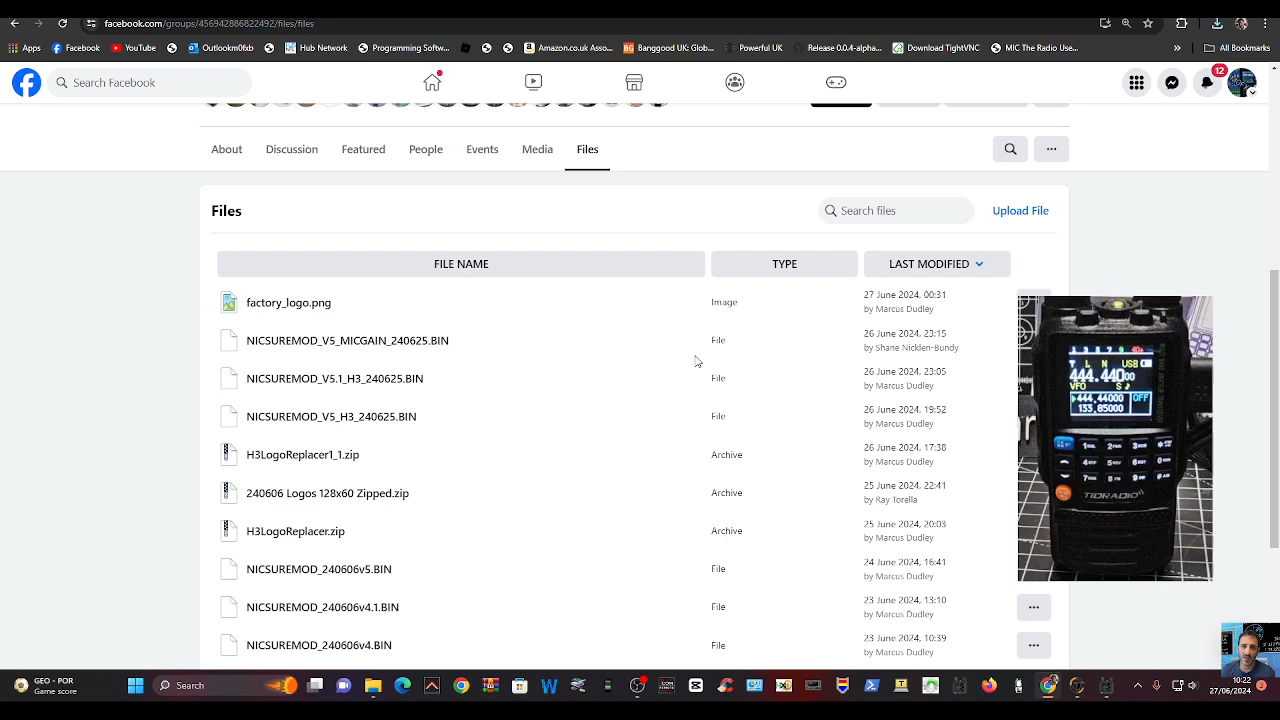 facebook.com/groups/456942886822492/files/files
Apps Facebook YouTube Outlookm0fxb Hub Network Programming Softw... Amazon.co.uk Asso... Banggood UK: Glob... Powerful UK Release 0.0.4-alpha... Download TightVNC MIC The Radio Use... » All Bookmarks
Search Facebook
12
About Discussion Featured People Events Media Files
Files Search files Upload File
FILE NAME TYPE LAST MODIFIED
factory_logo.png Image 27 June 2024, 00:31
by Marcus Dudley
NICSUREMOD_V5_MICGAIN_240625.BIN File 26 June 2024, 23:15
by Shane Nicklen-Bundy
NICSUREMOD_V5.1_H3_240625.BIN File 26 June 2024, 23:05
by Marcus Dudley
NICSUREMOD_V5_H3_240625.BIN File 26 June 2024, 19:52
by Marcus Dudley
H3LogoReplacer1_1.zip Archive 26 June 2024, 17:38
by Marcus Dudley
240606 Logos 128x60 Zipped.zip Archive 25 June 2024, 22:41
by Ray Torella
H3LogoReplacer.zip Archive 25 June 2024, 20:03
by Marcus Dudley
NICSUREMOD_240606v5.BIN File 24 June 2024, 16:41
by Marcus Dudley
NICSUREMOD_240606v4.1.BIN File 23 June 2024, 13:10
by Marcus Dudley
NICSUREMOD_240606v4.BIN File 23 June 2024, 10:39
by Marcus Dudley
L N USB
444.44000
VFO S
444.44000 OFF
133.85000
TIDRADIO
GEO - POR
Game score
Search
10:22
27/06/2024